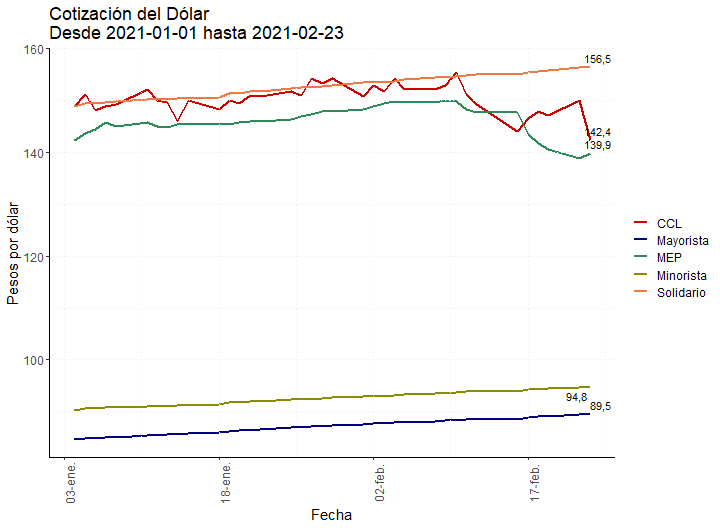 Cotización del Dólar
Desde 2021-01-01 hasta 2021-02-23
Pesos por dólar
160
140
120
100
156,5
142,4
139,9
94,8
89,5
03-ene.
18-ene.
02-feb.
17-feb.
Fecha
CCL
Mayorista
MEP
Minorista
Solidario